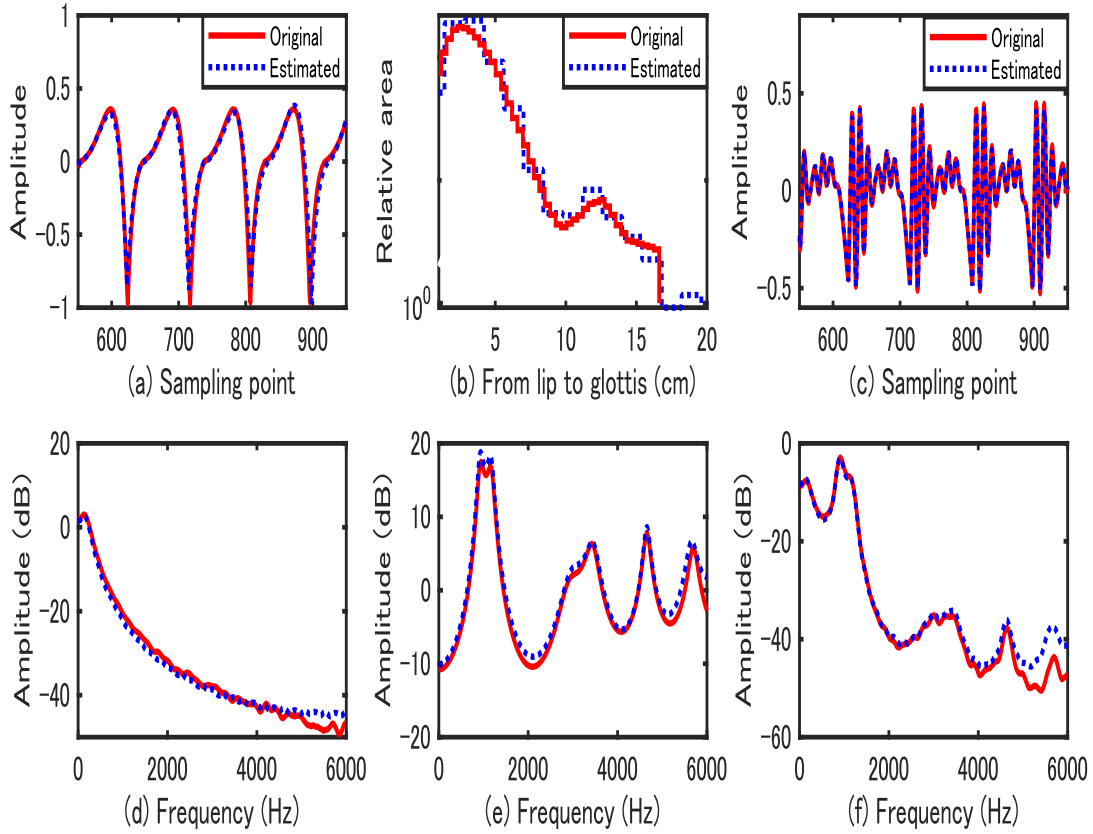 1
0.5
0
-0.5
-1
Amplitude
Original
Estimated
600 700 800 900
(a) Sampling point
Relative area
10^0
Original
Estimated
5 10 15 20
(b) From lip to glottis (cm)
0.5
0
-0.5
Amplitude
Original
Estimated
600 700 800 900
(c) Sampling point
20
0
-20
-40
Amplitude (dB)
0 2000 4000 6000
(d) Frequency (Hz)
20
10
0
-10
-20
Amplitude (dB)
0 2000 4000 6000
(e) Frequency (Hz)
0
-20
-40
-60
Amplitude (dB)
0 2000 4000 6000
(f) Frequency (Hz)